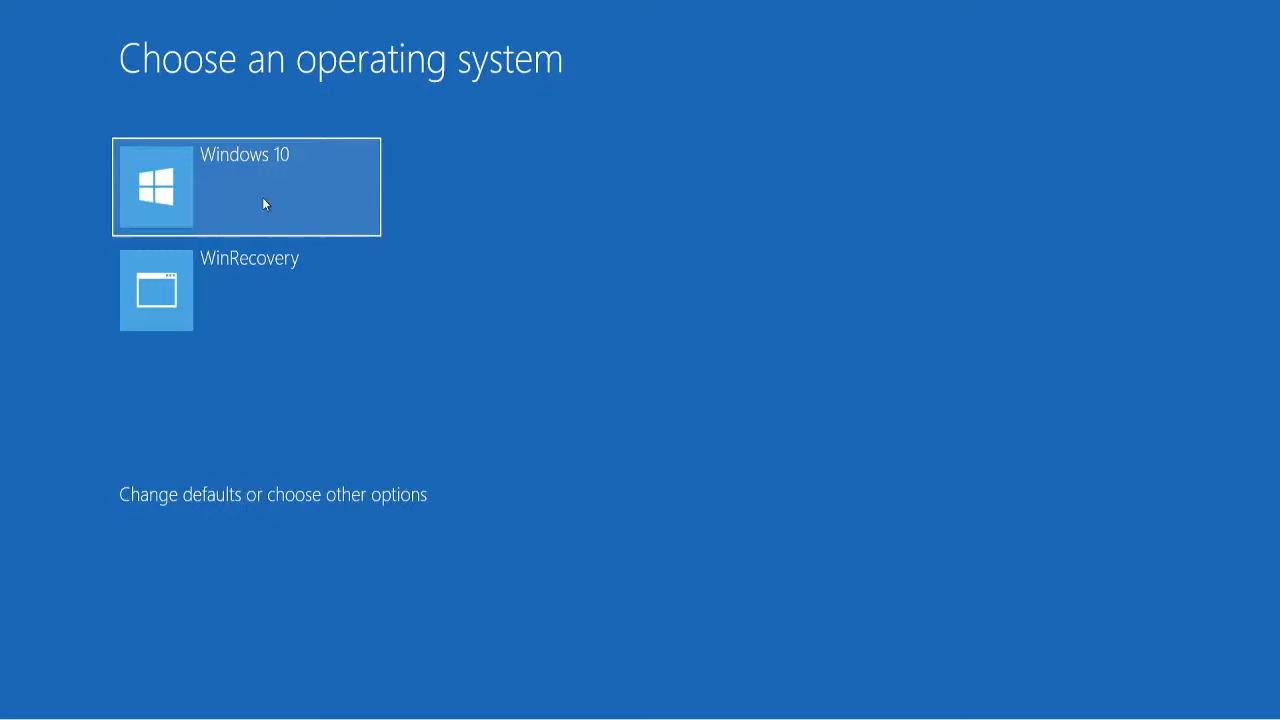 Choose an operating system
Windows 10
WinRecovery
Change defaults or choose other options